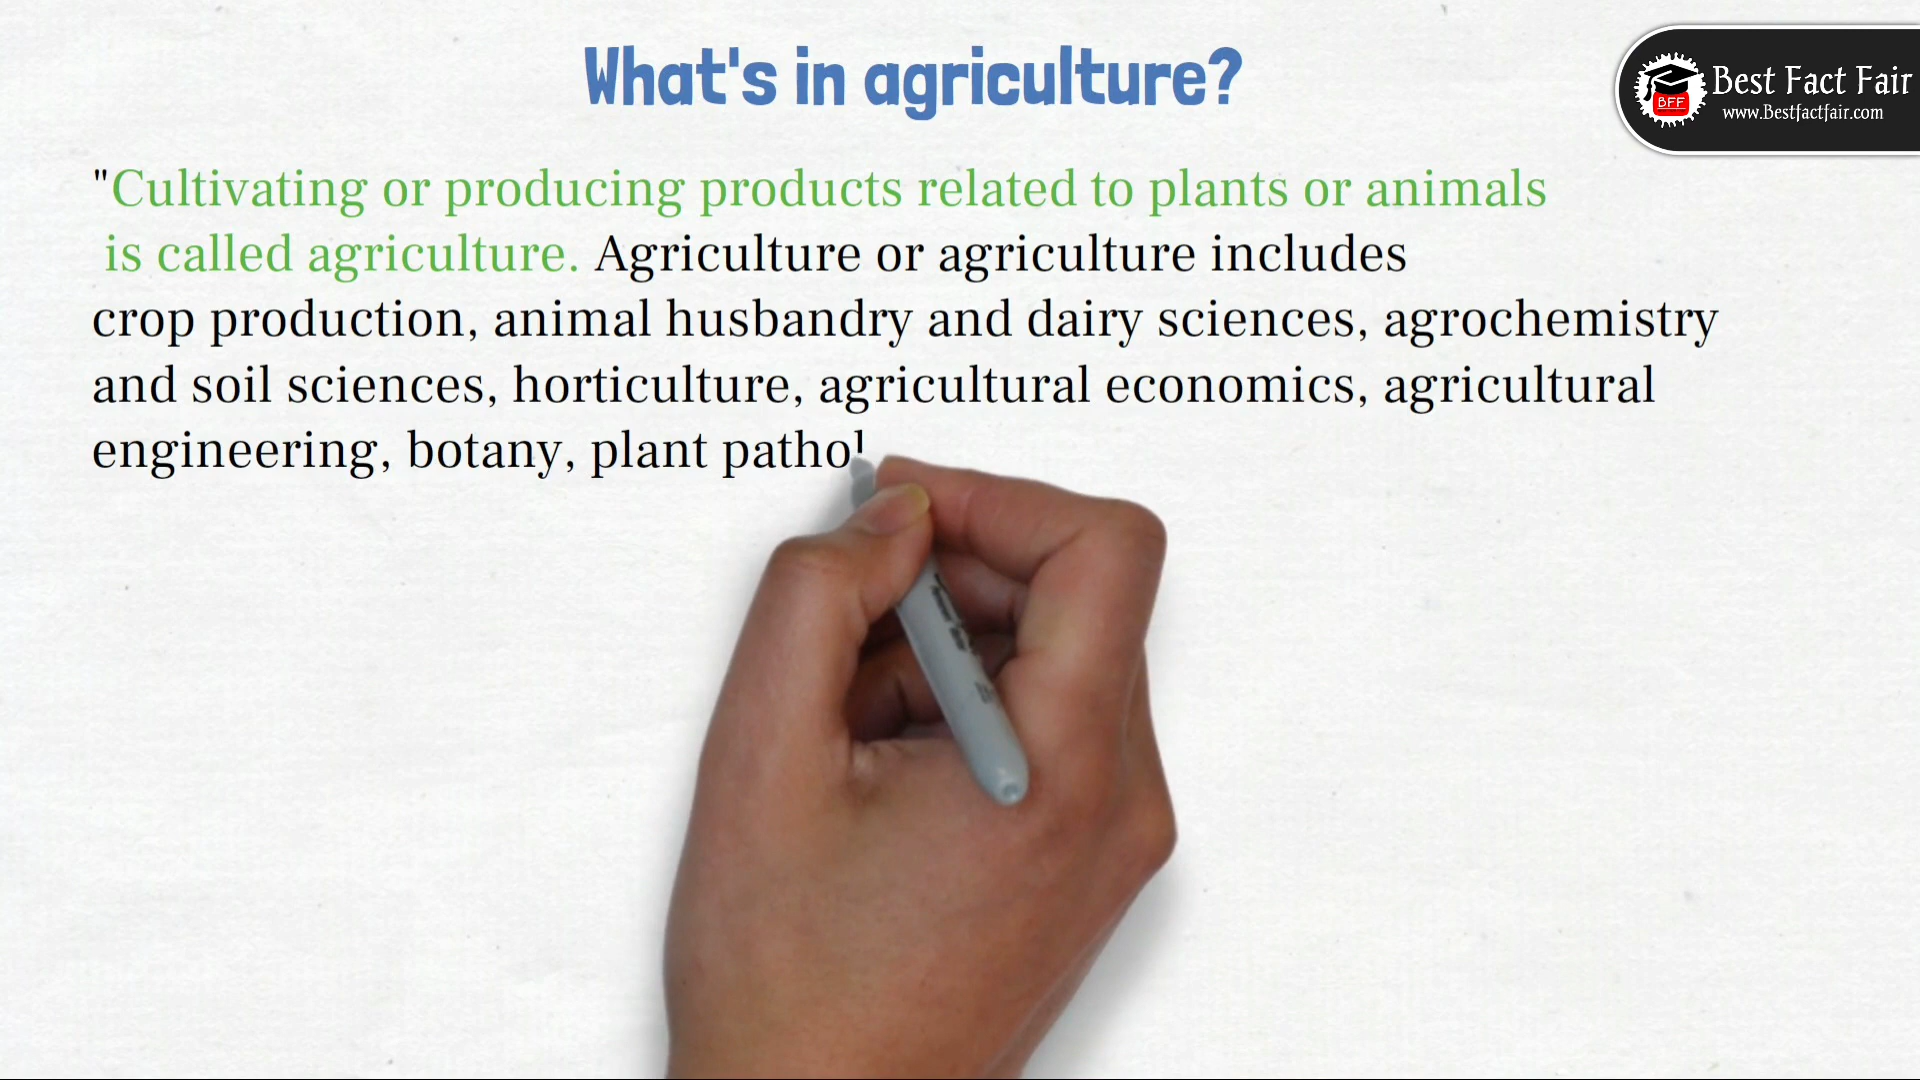 What's in agriculture?
Best Fact Fair
BFF
www.Bestfactfair.com
"Cultivating or producing products related to plants or animals
is called agriculture. Agriculture or agriculture includes
crop production, animal husbandry and dairy sciences, agrochemistry
and soil sciences, horticulture, agricultural economics, agricultural
engineering, botany, plant pathol